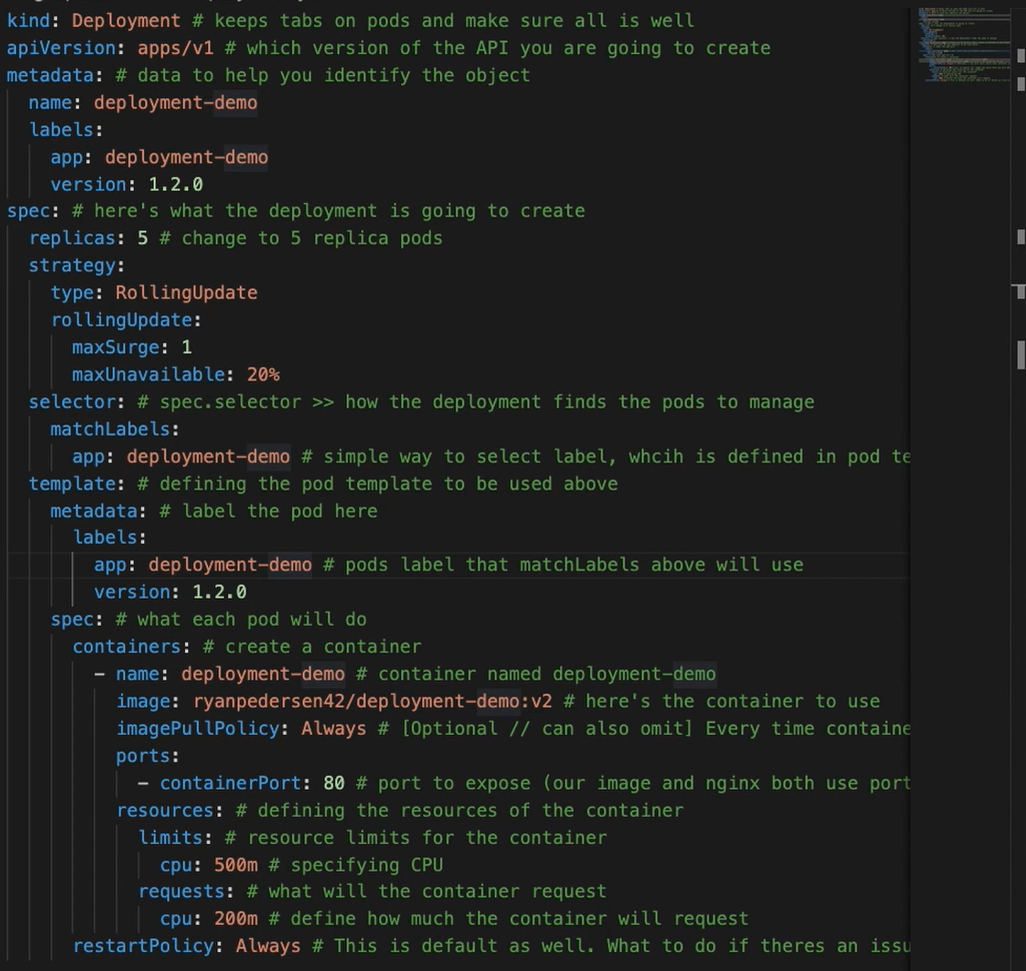 kind: Deployment # keeps tabs on pods and make sure all is well
apiVersion: apps/v1 # which version of the API you are going to create
metadata: # data to help you identify the object
  name: deployment-demo
  labels:
    app: deployment-demo
    version: 1.2.0
spec: # here's what the deployment is going to create
  replicas: 5 # change to 5 replica pods
  strategy:
    type: RollingUpdate
    rollingUpdate:
      maxSurge: 1
      maxUnavailable: 20%
  selector: # spec.selector >> how the deployment finds the pods to manage
    matchLabels:
      app: deployment-demo # simple way to select label, whcih is defined in pod te
  template: # defining the pod template to be used above
    metadata: # label the pod here
      labels:
        app: deployment-demo # pods label that matchLabels above will use
        version: 1.2.0
    spec: # what each pod will do
      containers: # create a container
        - name: deployment-demo # container named deployment-demo
          image: ryanpedersen42/deployment-demo:v2 # here's the container to use
          imagePullPolicy: Always # [Optional // can also omit] Every time containe
          ports:
            - containerPort: 80 # port to expose (our image and nginx both use port
          resources: # defining the resources of the container
            limits: # resource limits for the container
              cpu: 500m # specifying CPU
            requests: # what will the container request
              cpu: 200m # define how much the container will request
      restartPolicy: Always # This is default as well. What to do if theres an issu